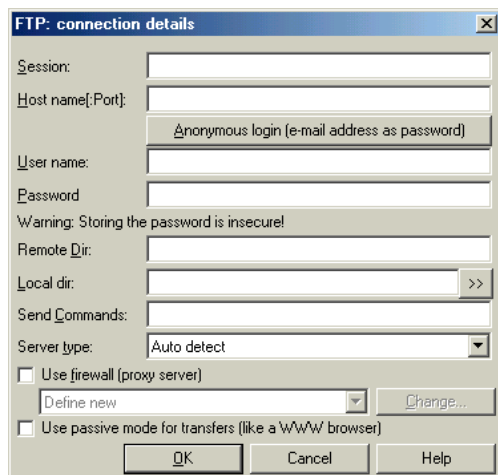 FTP: connection details
Session:
Host name[:Port]:
Anonymous login (e-mail address as password)
User name:
Password
Warning: Storing the password is insecure!
Remote Dir:
Local dir: >>
Send Commands:
Server type: Auto detect
Use firewall (proxy server)
Define new Change...
Use passive mode for transfers (like a WWW browser)
OK Cancel Help